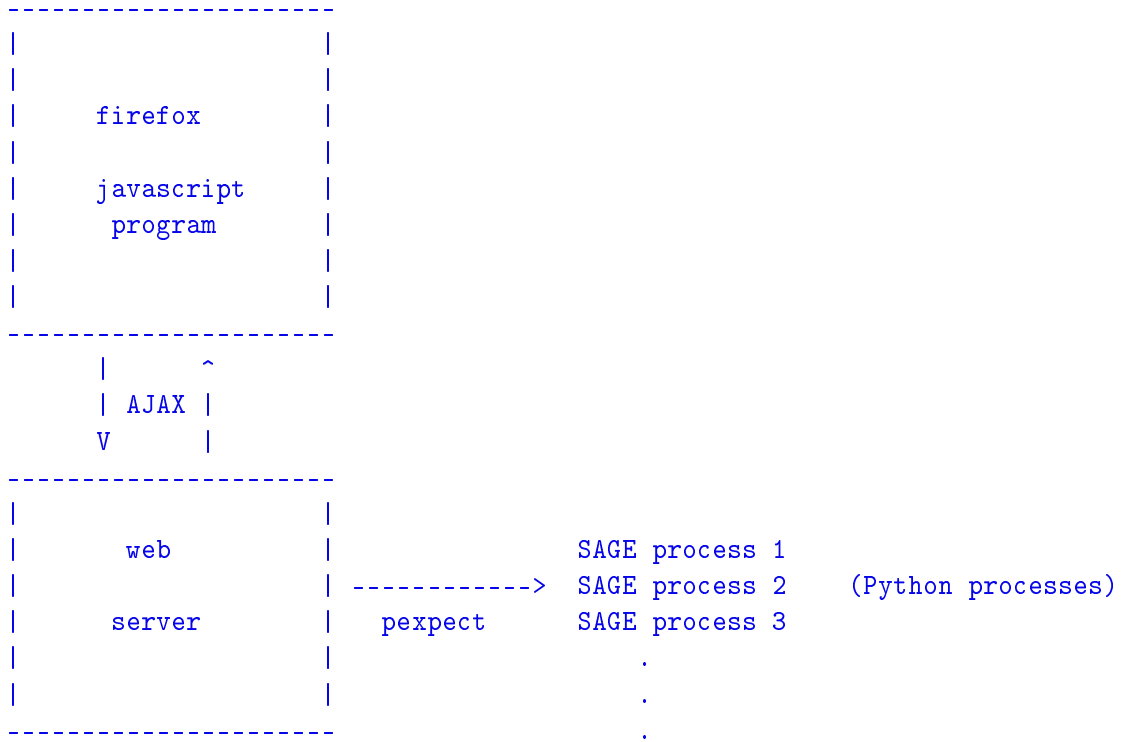 ----------------------
|                    |
|                    |
|     firefox        |
|                    |
|     javascript     |
|      program       |
|                    |
|                    |
----------------------
      |      ^
      | AJAX |
      V      |
----------------------
|                    |
|       web          |                SAGE process 1
|                    | ------------>  SAGE process 2    (Python processes)
|      server        |   pexpect      SAGE process 3
|                    |                    .
|                    |                    .
----------------------                    .